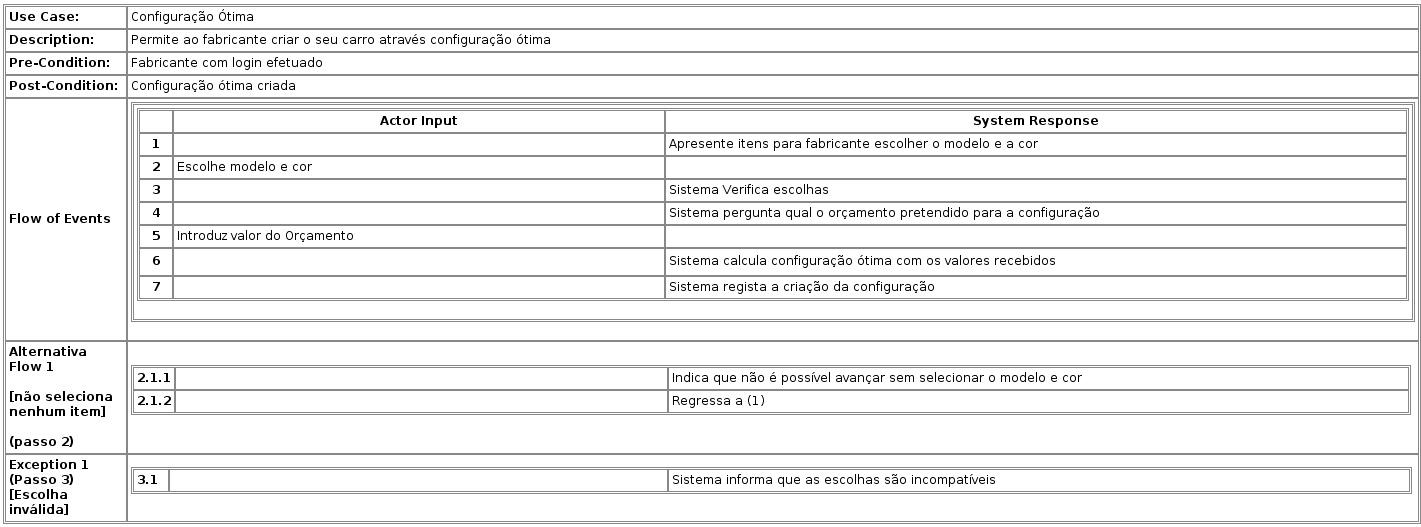 Use Case: Configuração Ótima
Description: Permite ao fabricante criar o seu carro através configuração ótima
Pre-Condition: Fabricante com login efetuado
Post-Condition: Configuração ótima criada
Flow of Events
Actor Input System Response
1 Apresente itens para fabricante escolher o modelo e a cor
2 Escolhe modelo e cor
3 Sistema Verifica escolhas
4 Sistema pergunta qual o orçamento pretendido para a configuração
5 Introduz valor do Orçamento
6 Sistema calcula configuração ótima com os valores recebidos
7 Sistema regista a criação da configuração
Alternativa
Flow 1
[não seleciona
nenhum item]
(passo 2)
2.1.1 Indica que não é possível avançar sem selecionar o modelo e cor
2.1.2 Regressa a (1)
Exception 1
(Passo 3)
[Escolha
inválida]
3.1 Sistema informa que as escolhas são incompatíveis